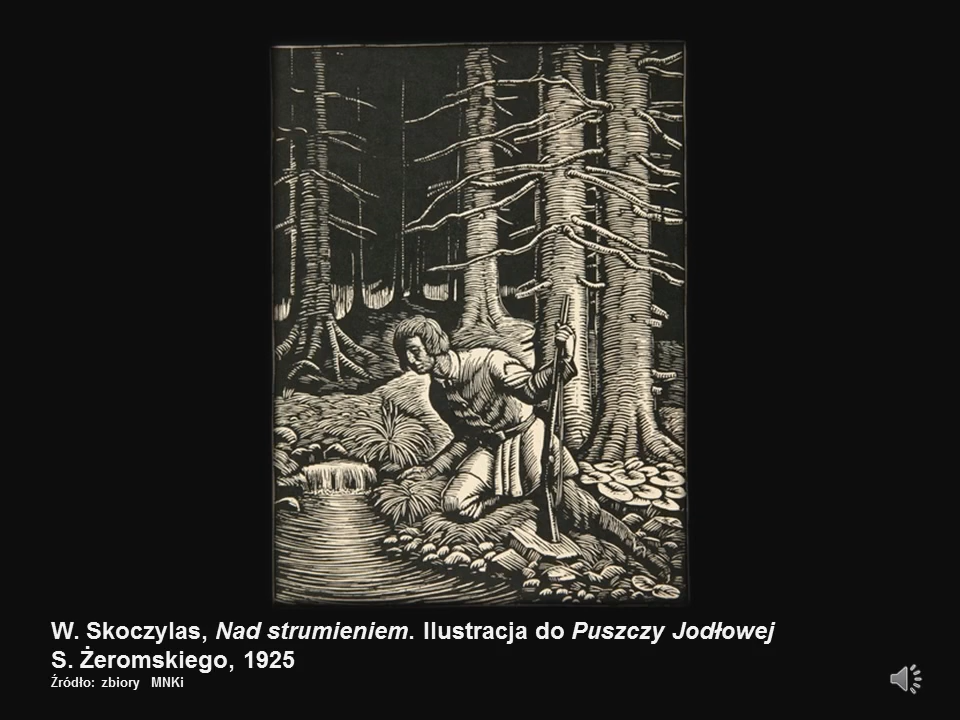 W. Skoczylas, Nad strumieniem. Ilustracja do Puszczy Jodłowej
S. Żeromskiego, 1925
Źródło: zbiory MNKi